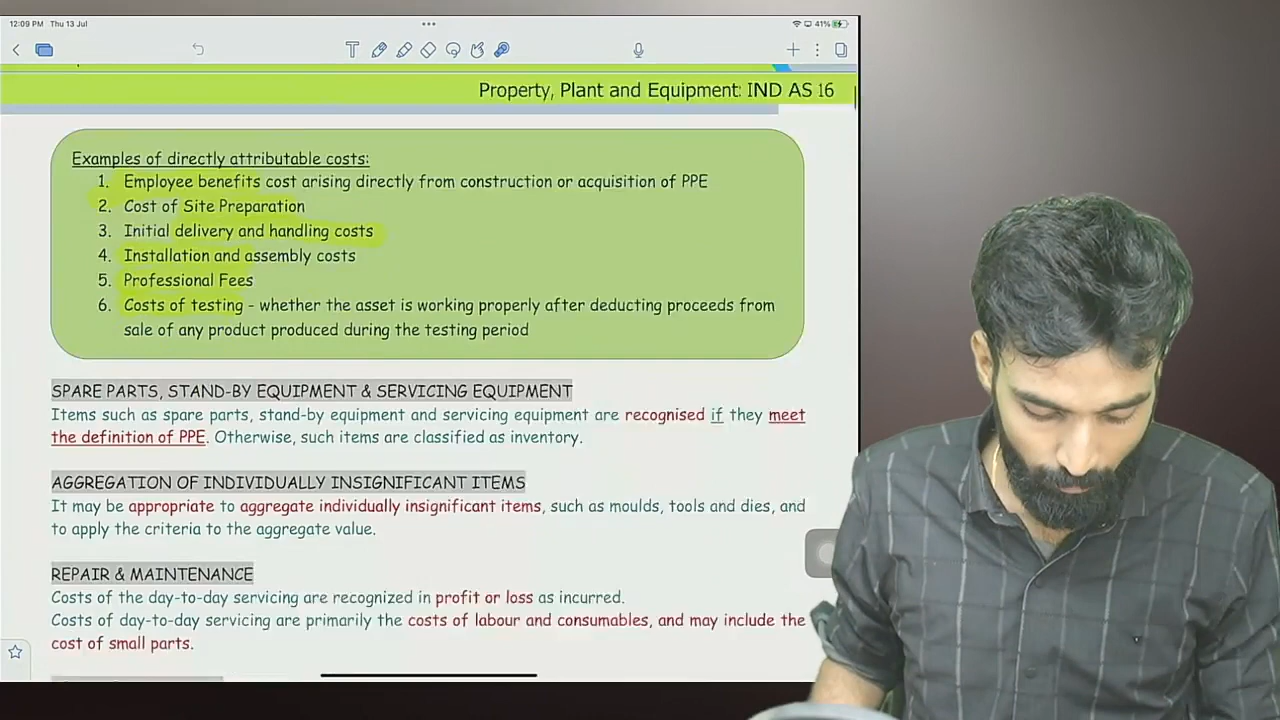 12:09 PM Thu 13 Jul
41%
Property, Plant and Equipment: IND AS 16
Examples of directly attributable costs:
1. Employee benefits cost arising directly from construction or acquisition of PPE
2. Cost of Site Preparation
3. Initial delivery and handling costs
4. Installation and assembly costs
5. Professional Fees
6. Costs of testing - whether the asset is working properly after deducting proceeds from
sale of any product produced during the testing period
SPARE PARTS, STAND-BY EQUIPMENT & SERVICING EQUIPMENT
Items such as spare parts, stand-by equipment and servicing equipment are recognised if they meet
the definition of PPE. Otherwise, such items are classified as inventory.
AGGREGATION OF INDIVIDUALLY INSIGNIFICANT ITEMS
It may be appropriate to aggregate individually insignificant items, such as moulds, tools and dies, and
to apply the criteria to the aggregate value.
REPAIR & MAINTENANCE
Costs of the day-to-day servicing are recognized in profit or loss as incurred.
Costs of day-to-day servicing are primarily the costs of labour and consumables, and may include the
cost of small parts.